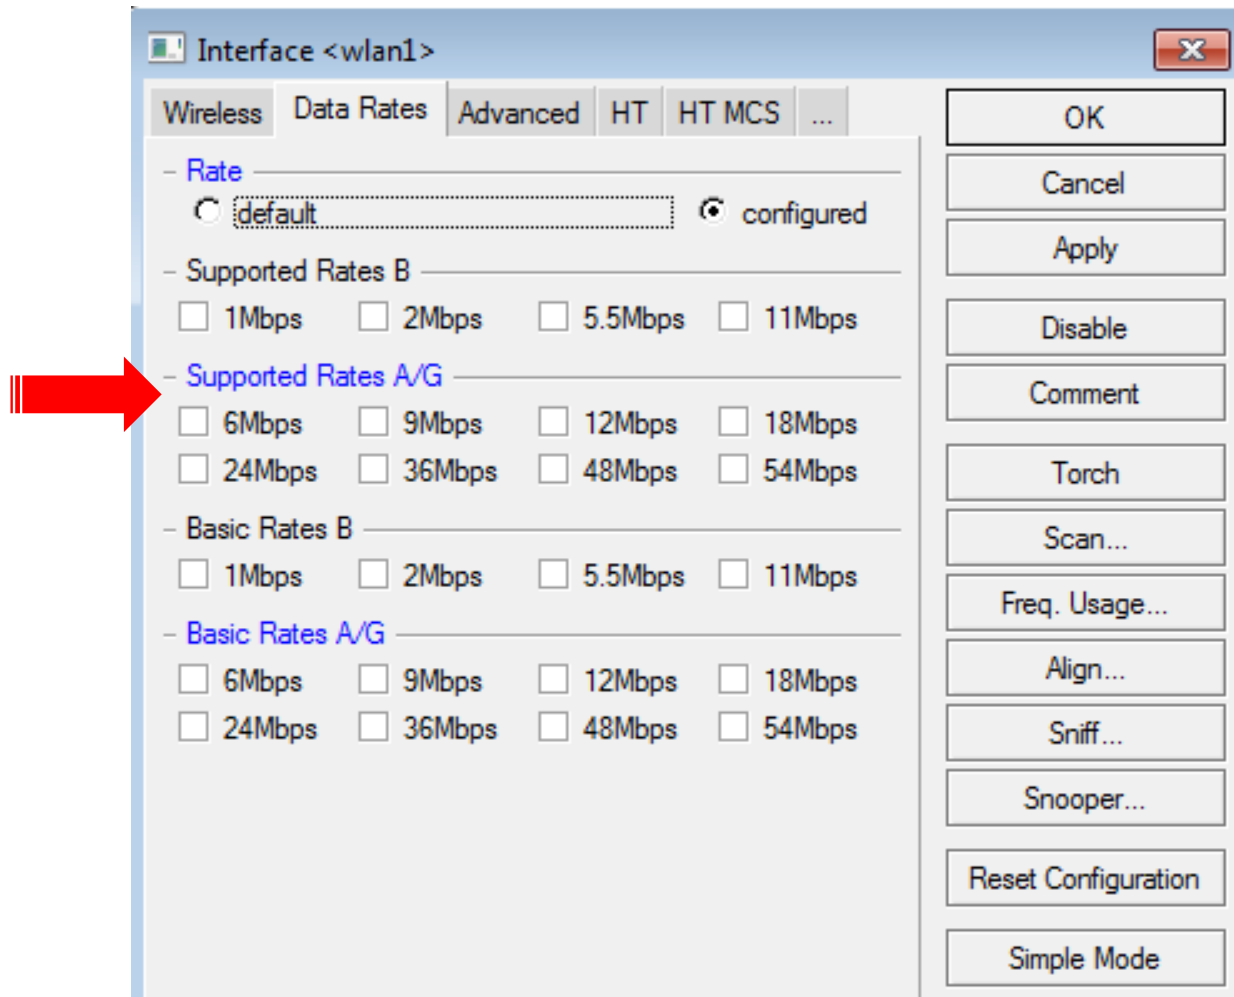 Interface <wlan1>
Wireless Data Rates Advanced HT HT MCS ...
Rate
default configured
Supported Rates B
1Mbps 2Mbps 5.5Mbps 11Mbps
Supported Rates A/G
6Mbps 9Mbps 12Mbps 18Mbps
24Mbps 36Mbps 48Mbps 54Mbps
Basic Rates B
1Mbps 2Mbps 5.5Mbps 11Mbps
Basic Rates A/G
6Mbps 9Mbps 12Mbps 18Mbps
24Mbps 36Mbps 48Mbps 54Mbps
OK
Cancel
Apply
Disable
Comment
Torch
Scan...
Freq. Usage...
Align...
Sniff...
Snooper...
Reset Configuration
Simple Mode